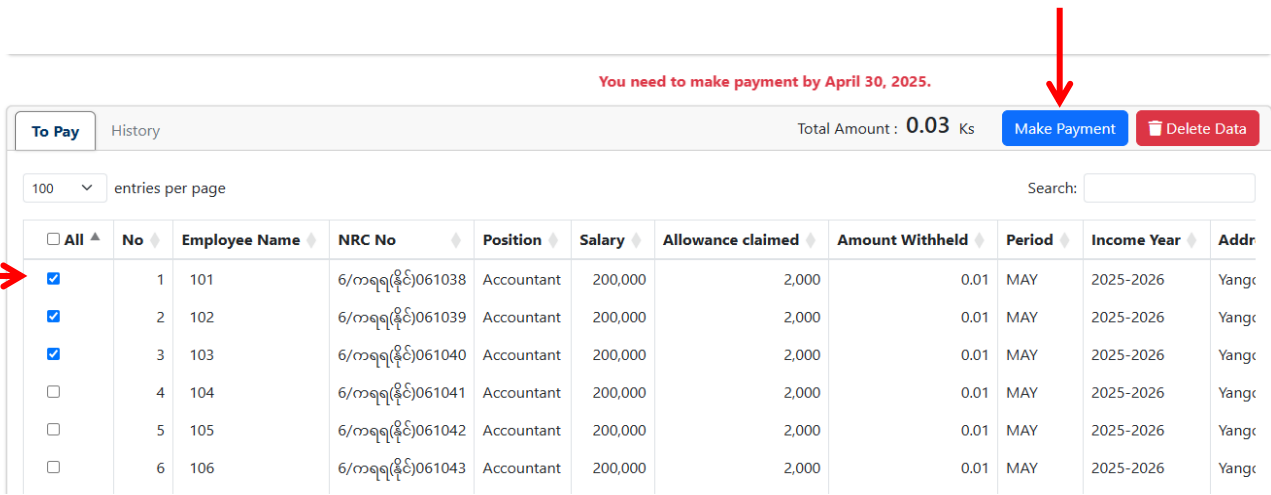 You need to make payment by April 30, 2025.
To Pay History Total Amount : 0.03 Ks Make Payment Delete Data
100 entries per page Search:
All No Employee Name NRC No Position Salary Allowance claimed Amount Withheld Period Income Year Addr
1 101 6/ကရရ(နိုင်)061038 Accountant 200,000 2,000 0.01 MAY 2025-2026 Yang
2 102 6/ကရရ(နိုင်)061039 Accountant 200,000 2,000 0.01 MAY 2025-2026 Yang
3 103 6/ကရရ(နိုင်)061040 Accountant 200,000 2,000 0.01 MAY 2025-2026 Yang
4 104 6/ကရရ(နိုင်)061041 Accountant 200,000 2,000 0.01 MAY 2025-2026 Yang
5 105 6/ကရရ(နိုင်)061042 Accountant 200,000 2,000 0.01 MAY 2025-2026 Yang
6 106 6/ကရရ(နိုင်)061043 Accountant 200,000 2,000 0.01 MAY 2025-2026 Yang